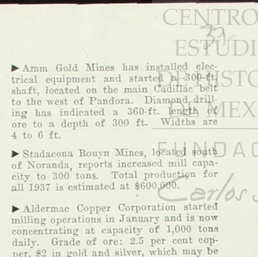 CENTRO
ESTUDI
▶ Amm Gold Mines has installed elec-
trical equipment and started a 300-ft.
shaft, located on the main Cadillac belt
to the west of Pandora. Diamond drill-
ing has indicated a 360-ft. length of
ore to a depth of 300 ft. Widths are
4 to 6 ft.
▶ Stadacona Rouyn Mines, located south
of Noranda, reports increased mill capa-
city to 300 tons. Total production for
all 1937 is estimated at $600,000.
FUNDAC
Carlos
▶ Aldermac Copper Corporation started
milling operations in January and is now
concentrating at capacity of 1,000 tons
daily. Grade of ore: 2.5 per cent cop-
per, $2 in gold and silver, which may be